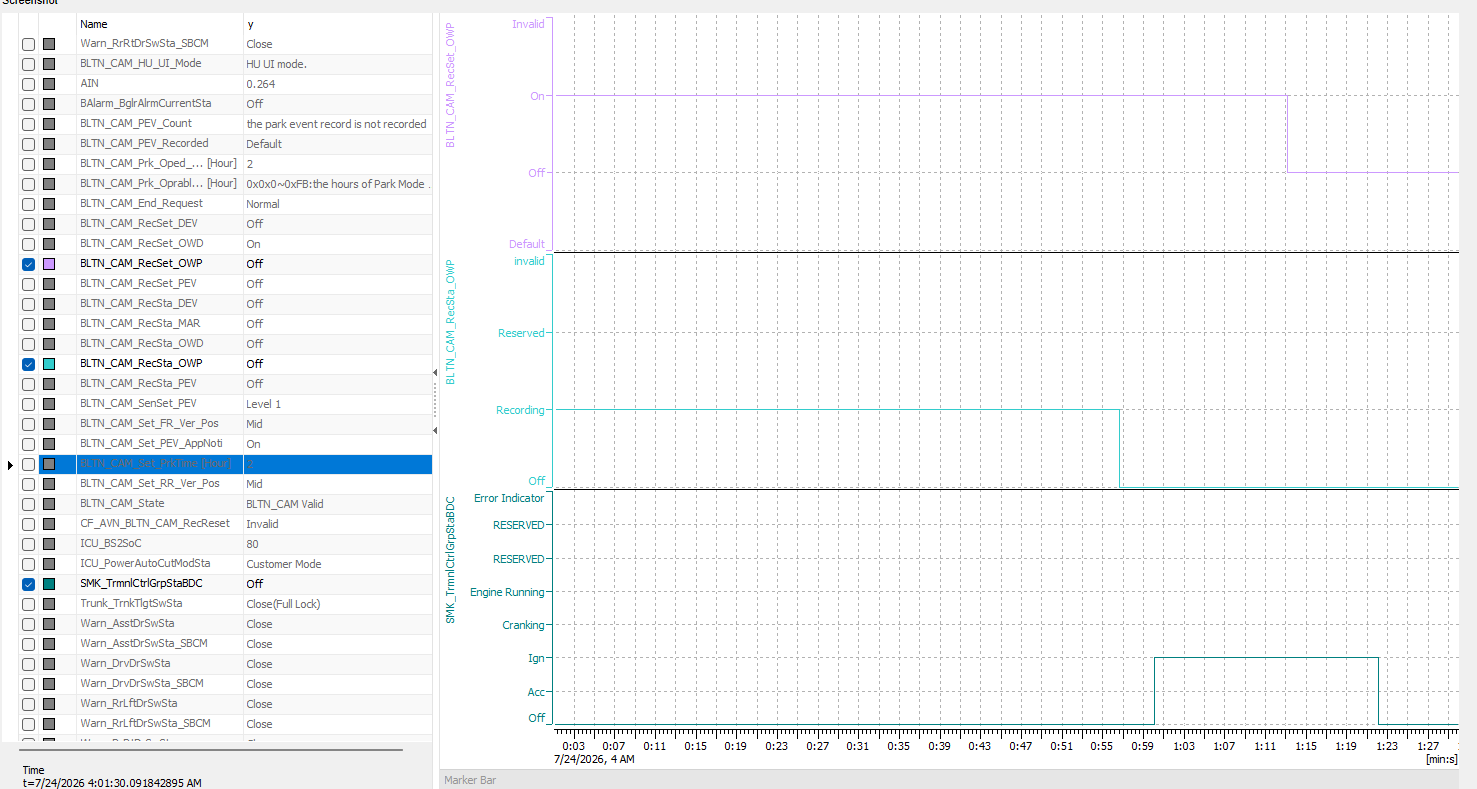 Screenshot
Name y
Warn_RrRtDrSwSta_SBCM Close
BLTN_CAM_HU_UI_Mode HU UI mode.
AIN 0.264
BAlarm_BglrAlrmCurrentSta Off
BLTN_CAM_PEV_Count the park event record is not recorded
BLTN_CAM_PEV_Recorded Default
BLTN_CAM_Prk_Oped_... [Hour] 2
BLTN_CAM_Prk_Oprabl... [Hour] 0x0x0~0xFB:the hours of Park Mode .
BLTN_CAM_End_Request Normal
BLTN_CAM_RecSet_DEV Off
BLTN_CAM_RecSet_OWD On
BLTN_CAM_RecSet_OWP Off
BLTN_CAM_RecSet_PEV Off
BLTN_CAM_RecSta_DEV Off
BLTN_CAM_RecSta_MAR Off
BLTN_CAM_RecSta_OWD Off
BLTN_CAM_RecSta_OWP Off
BLTN_CAM_RecSta_PEV Off
BLTN_CAM_SenSet_PEV Level 1
BLTN_CAM_Set_FR_Ver_Pos Mid
BLTN_CAM_Set_PEV_AppNoti On
BLTN_CAM_Set_PrkTime [Hour] 2
BLTN_CAM_Set_RR_Ver_Pos Mid
BLTN_CAM_State BLTN_CAM Valid
CF_AVN_BLTN_CAM_RecReset Invalid
ICU_BS2SoC 80
ICU_PowerAutoCutModSta Customer Mode
SMK_TrmnlCtrlGrpStaBDC Off
Trunk_TrnkTlgtSwSta Close(Full Lock)
Warn_AsstDrSwSta Close
Warn_AsstDrSwSta_SBCM Close
Warn_DrvDrSwSta Close
Warn_DrvDrSwSta_SBCM Close
Warn_RrLftDrSwSta Close
Warn_RrLftDrSwSta_SBCM Close
Time
t=7/24/2026 4:01:30.091842895 AM
BLTN_CAM_RecSet_OWP
Invalid
On
Off
Default
BLTN_CAM_RecSta_OWP
invalid
Reserved
Recording
Off
SMK_TrmnlCtrlGrpStaBDC
Error Indicator
RESERVED
RESERVED
Engine Running
Cranking
Ign
Acc
Off
0:03 0:07 0:11 0:15 0:19 0:23 0:27 0:31 0:35 0:39 0:43 0:47 0:51 0:55 0:59 1:03 1:07 1:11 1:15 1:19 1:23 1:27
7/24/2026, 4 AM [min:s]
Marker Bar